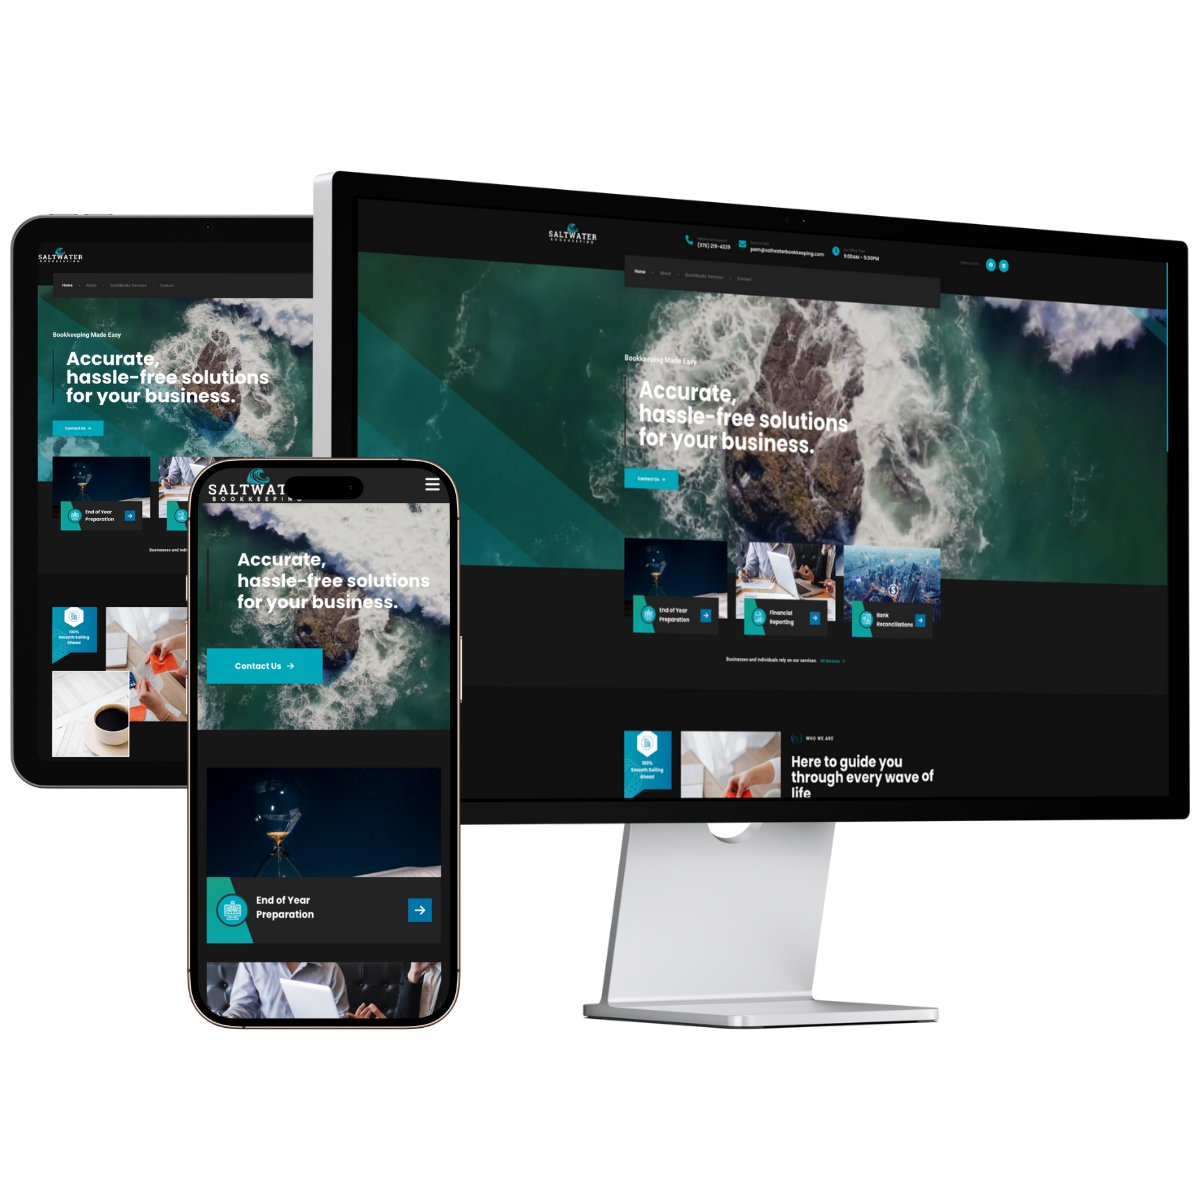 SALTWATER
BOOKKEEPING
Home
About
QuickBooks Services
Contact
Bookkeeping Made Easy
Accurate,
hassle-free solutions
for your business.
Contact Us
End of Year
Preparation
Businesses and indi
100%
Smooth Sailing
Ahead
SALTWAT
BOOKKEEPING
Accurate,
hassle-free solutions
for your business.
Contact Us
End of Year
Preparation
SALTWATER
BOOKKEEPING
(978) 219-4339
pam@saltwaterbookkeeping.com
9:00AM - 5:00PM
Home
About
QuickBooks Services
Contact
Bookkeeping Made Easy
Accurate,
hassle-free solutions
for your business.
Contact Us
End of Year
Preparation
Financial
Reporting
$
Bank
Reconciliations
Businesses and individuals rely on our services. All Services
100%
Smooth Sailing
Ahead
WHO WE ARE
Here to guide you
through every wave of
life